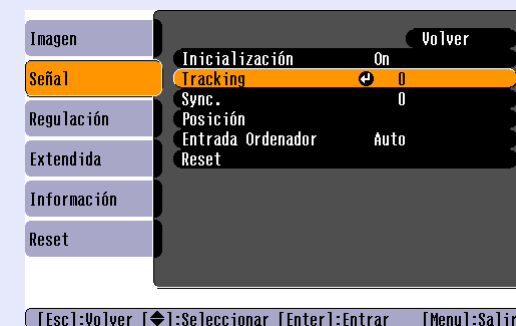 Imagen
Señal
Regulación
Extendida
Información
Reset
Volver
Inicialización On
Tracking 0
Sync. 0
Posición
Entrada Ordenador Auto
Reset
[Esc]:Volver [◆]:Seleccionar [Enter]:Entrar [Menu]:Salir